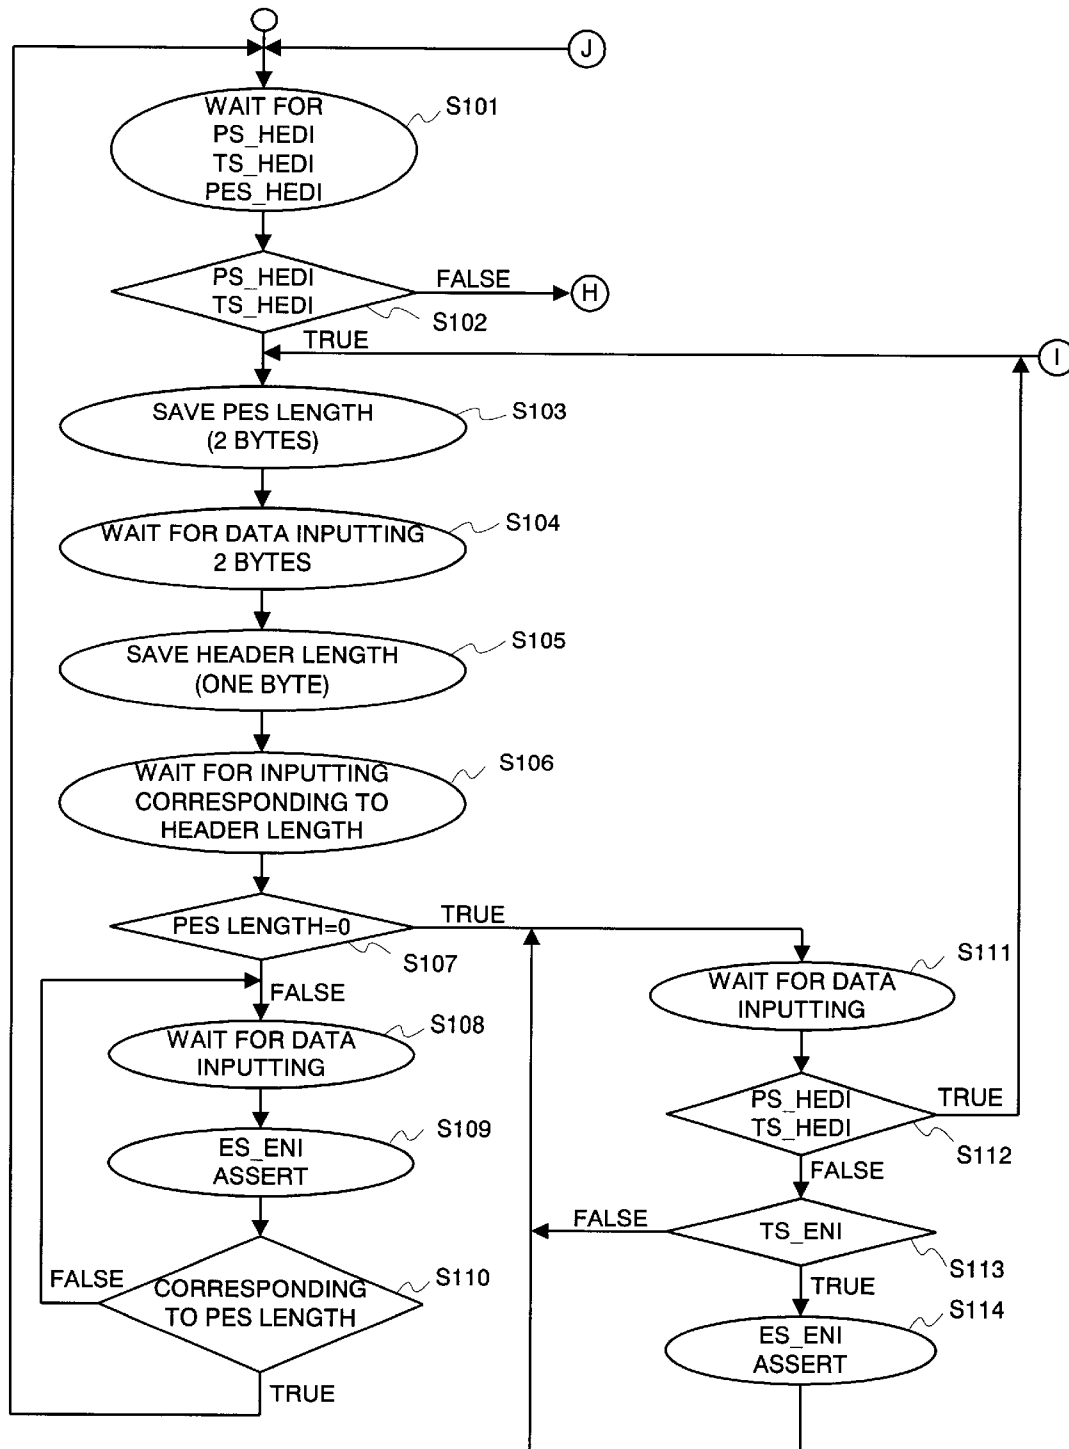 J
WAIT FOR
PS_HEDI
TS_HEDI
PES_HEDI
S101
PS_HEDI
TS_HEDI
FALSE
H
S102
TRUE
I
SAVE PES LENGTH
(2 BYTES)
S103
WAIT FOR DATA INPUTTING
2 BYTES
S104
SAVE HEADER LENGTH
(ONE BYTE)
S105
WAIT FOR INPUTTING
CORRESPONDING TO
HEADER LENGTH
S106
PES LENGTH=0
TRUE
S107
FALSE
WAIT FOR DATA
INPUTTING
S108
ES_ENI
ASSERT
S109
CORRESPONDING
TO PES LENGTH
S110
FALSE
TRUE
WAIT FOR DATA
INPUTTING
S111
PS_HEDI
TS_HEDI
TRUE
S112
FALSE
TS_ENI
FALSE
S113
TRUE
ES_ENI
ASSERT
S114